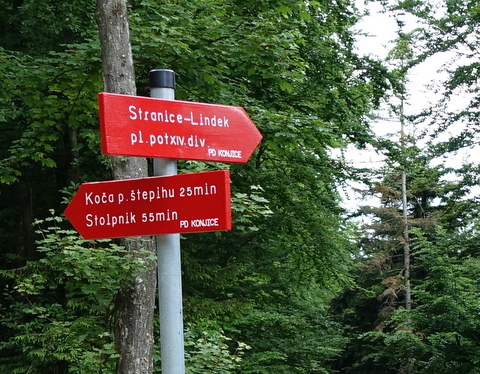 Stranice-Lindek
pl.potxiv.div.
PD KONJICE
Koča p.štepihu 25min
Stolpnik 55min
PD KONJICE